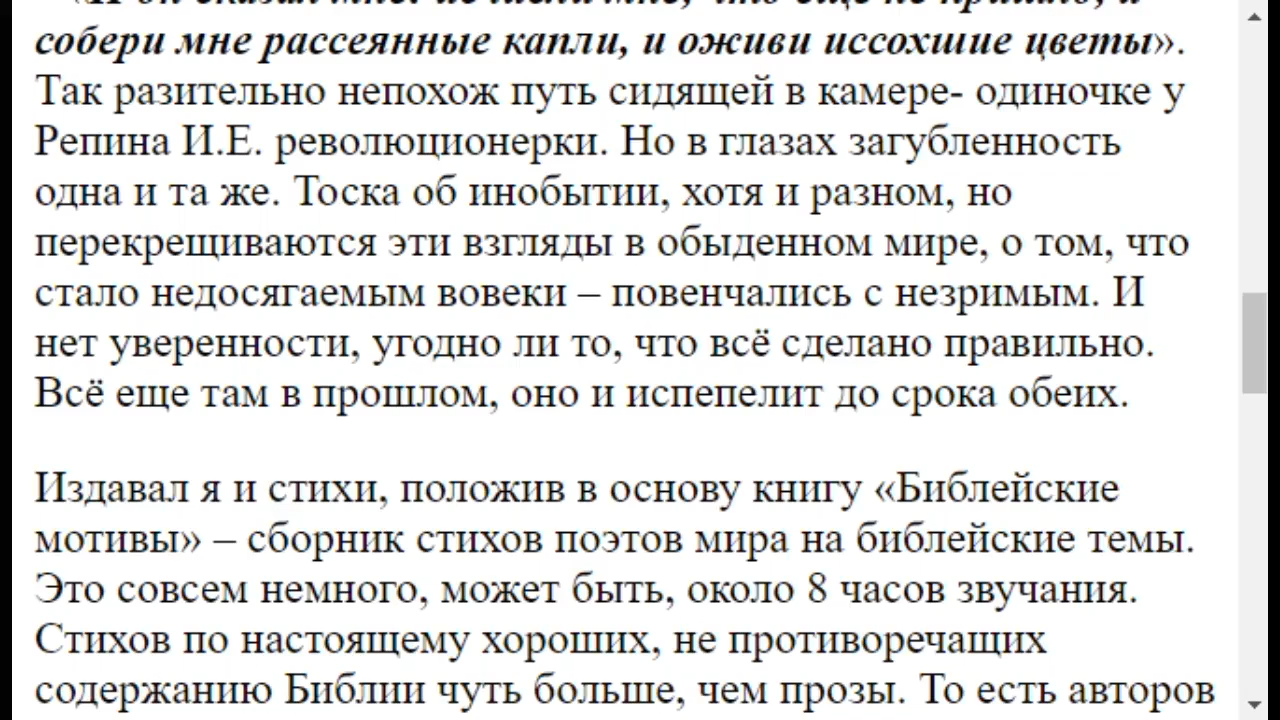 собери мне рассеянные капли, и оживи иссохшие цветы».
Так разительно непохож путь сидящей в камере- одиночке у
Репина И.Е. революционерки. Но в глазах загубленность
одна и та же. Тоска об инобытии, хотя и разном, но
перекрещиваются эти взгляды в обыденном мире, о том, что
стало недосягаемым вовеки – повенчались с незримым. И
нет уверенности, угодно ли то, что всё сделано правильно.
Всё еще там в прошлом, оно и испепелит до срока обеих.
Издавал я и стихи, положив в основу книгу «Библейские
мотивы» – сборник стихов поэтов мира на библейские темы.
Это совсем немного, может быть, около 8 часов звучания.
Стихов по настоящему хороших, не противоречащих
содержанию Библии чуть больше, чем прозы. То есть авторов